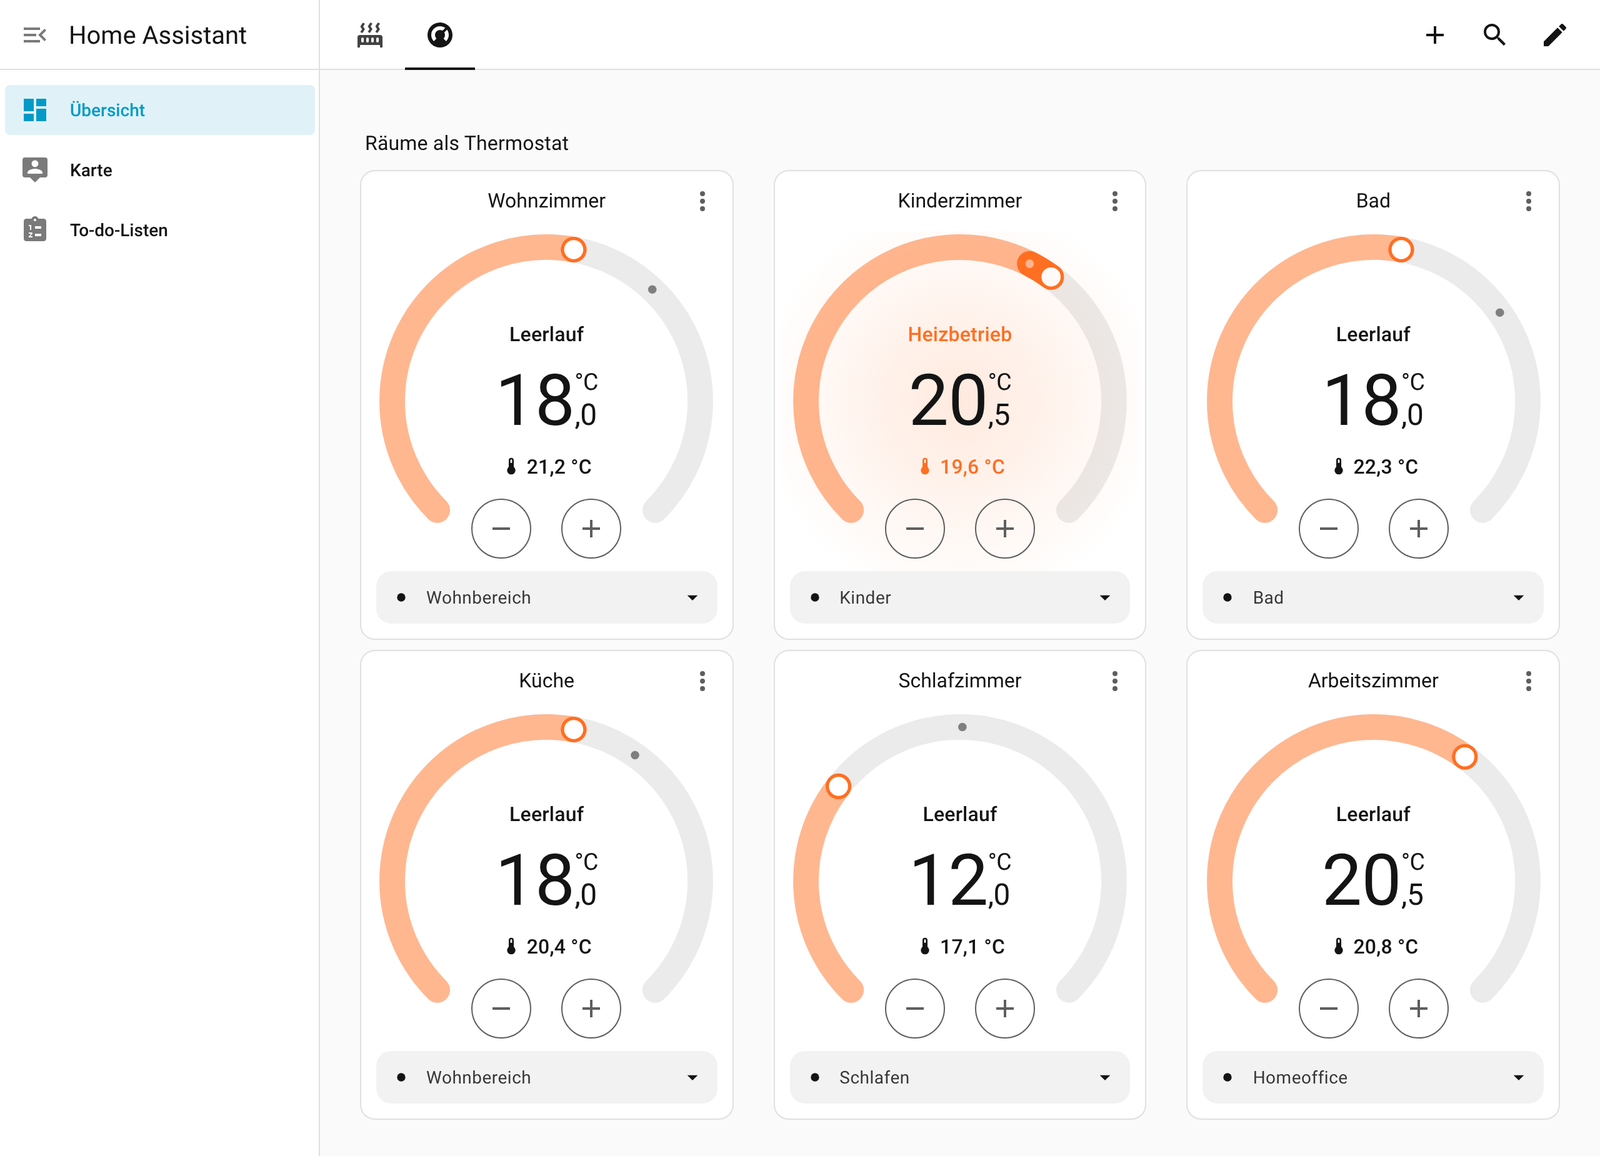 Home Assistant
Übersicht
Karte
To-do-Listen
Räume als Thermostat
Wohnzimmer
Leerlauf
18,0 °C
21,2 °C
Wohnbereich
Kinderzimmer
Heizbetrieb
20,5 °C
19,6 °C
Kinder
Bad
Leerlauf
18,0 °C
22,3 °C
Bad
Küche
Leerlauf
18,0 °C
20,4 °C
Wohnbereich
Schlafzimmer
Leerlauf
12,0 °C
17,1 °C
Schlafen
Arbeitszimmer
Leerlauf
20,5 °C
20,8 °C
Homeoffice